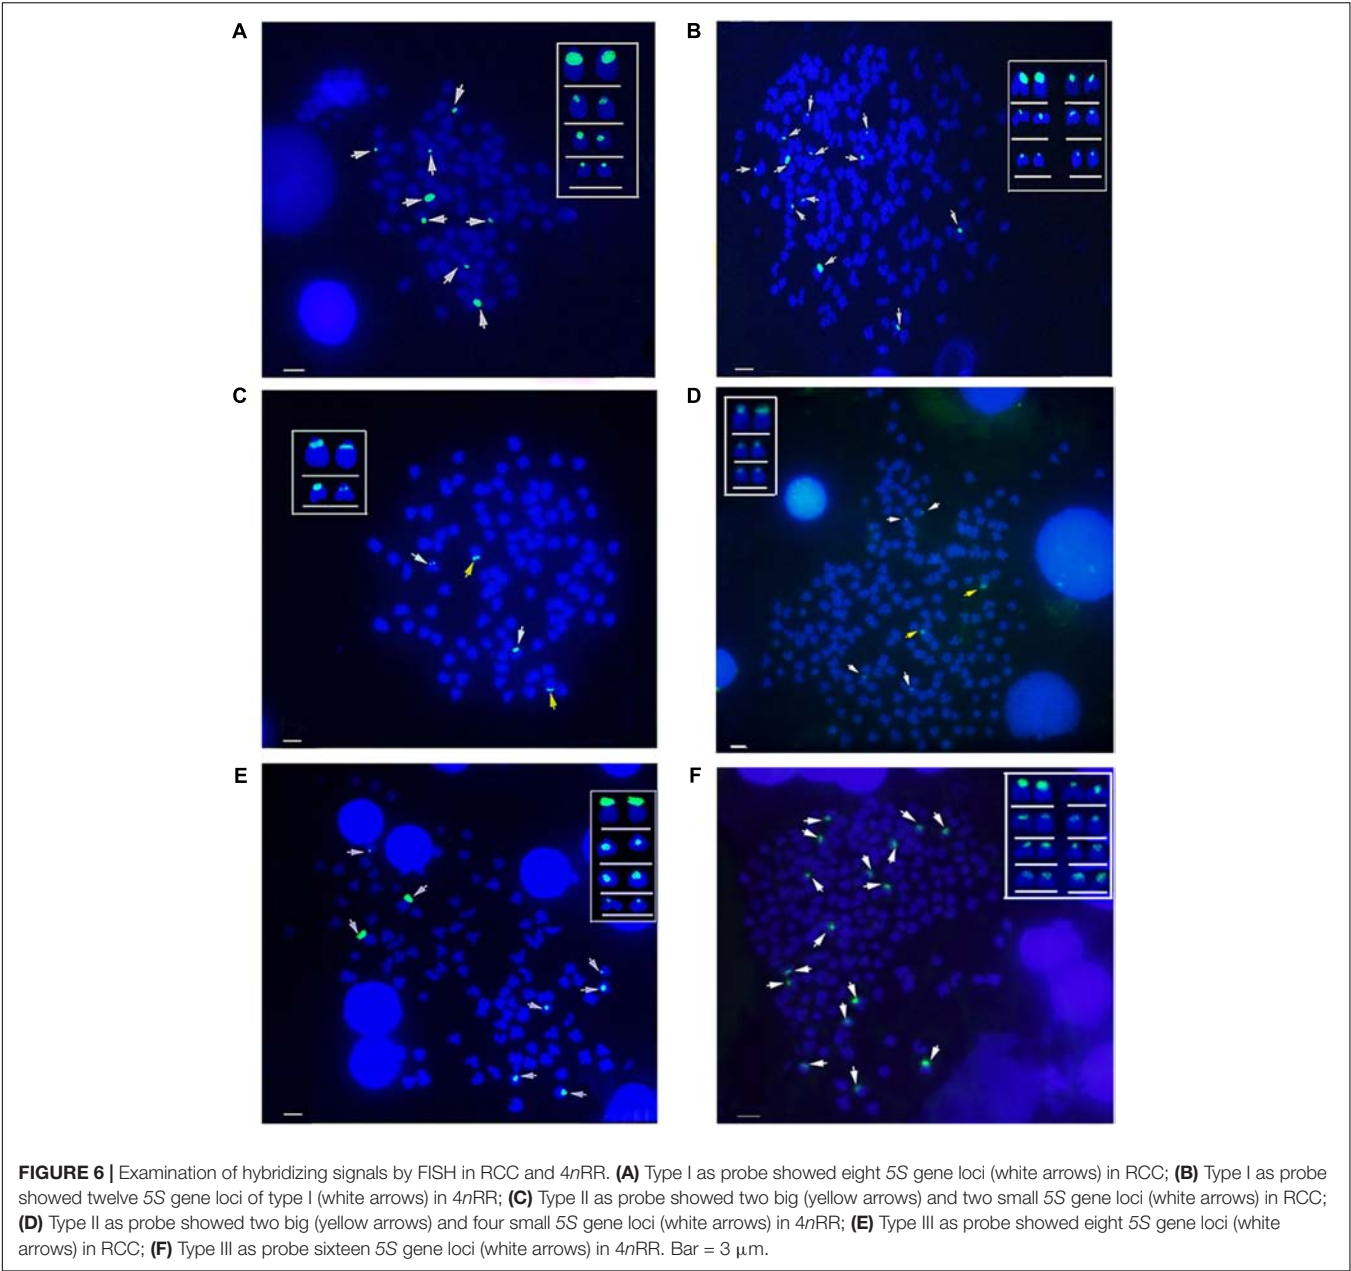 A
B
C
D
E
F
FIGURE 6 | Examination of hybridizing signals by FISH in RCC and 4nRR. (A) Type I as probe showed eight 5S gene loci (white arrows) in RCC; (B) Type I as probe
showed twelve 5S gene loci of type I (white arrows) in 4nRR; (C) Type II as probe showed two big (yellow arrows) and two small 5S gene loci (white arrows) in RCC;
(D) Type II as probe showed two big (yellow arrows) and four small 5S gene loci (white arrows) in 4nRR; (E) Type III as probe showed eight 5S gene loci (white
arrows) in RCC; (F) Type III as probe sixteen 5S gene loci (white arrows) in 4nRR. Bar = 3 μm.